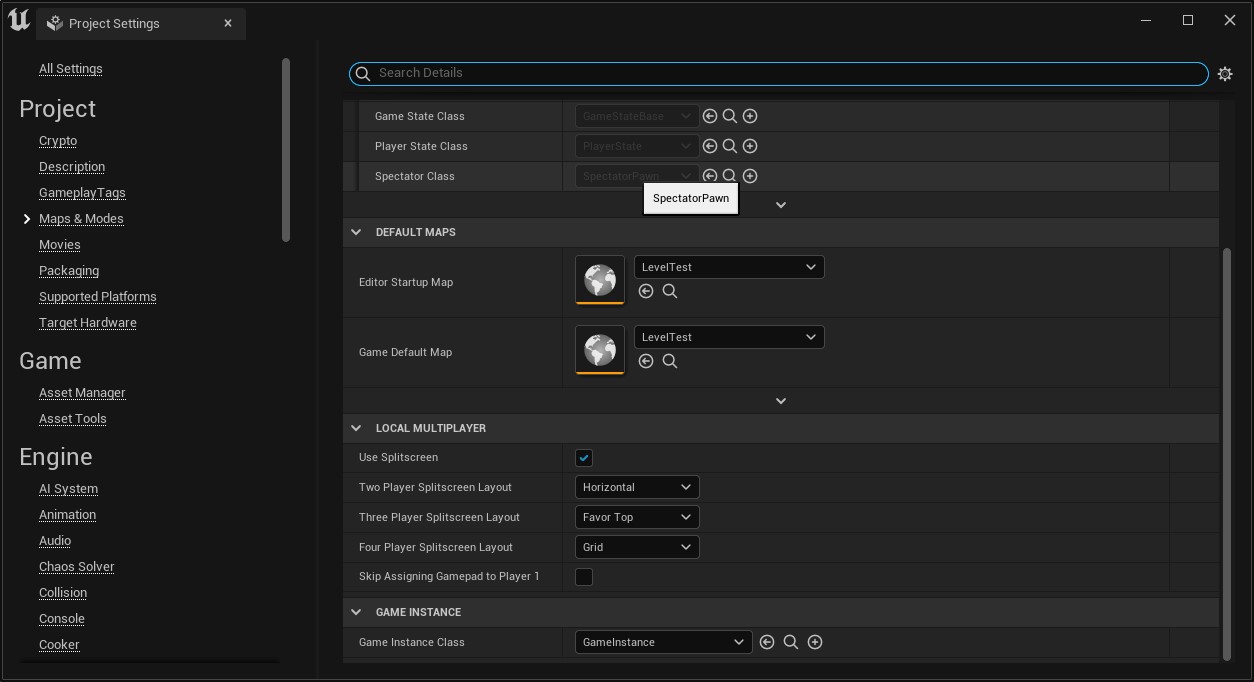 Project Settings
All Settings
Project
Crypto
Description
GameplayTags
Maps & Modes
Movies
Packaging
Supported Platforms
Target Hardware
Game
Asset Manager
Asset Tools
Engine
AI System
Animation
Audio
Chaos Solver
Collision
Console
Cooker
Search Details
Game State Class GameStateBase
Player State Class PlayerState
Spectator Class SpectatorPawn
SpectatorPawn
DEFAULT MAPS
Editor Startup Map LevelTest
Game Default Map LevelTest
LOCAL MULTIPLAYER
Use Splitscreen
Two Player Splitscreen Layout Horizontal
Three Player Splitscreen Layout Favor Top
Four Player Splitscreen Layout Grid
Skip Assigning Gamepad to Player 1
GAME INSTANCE
Game Instance Class GameInstance